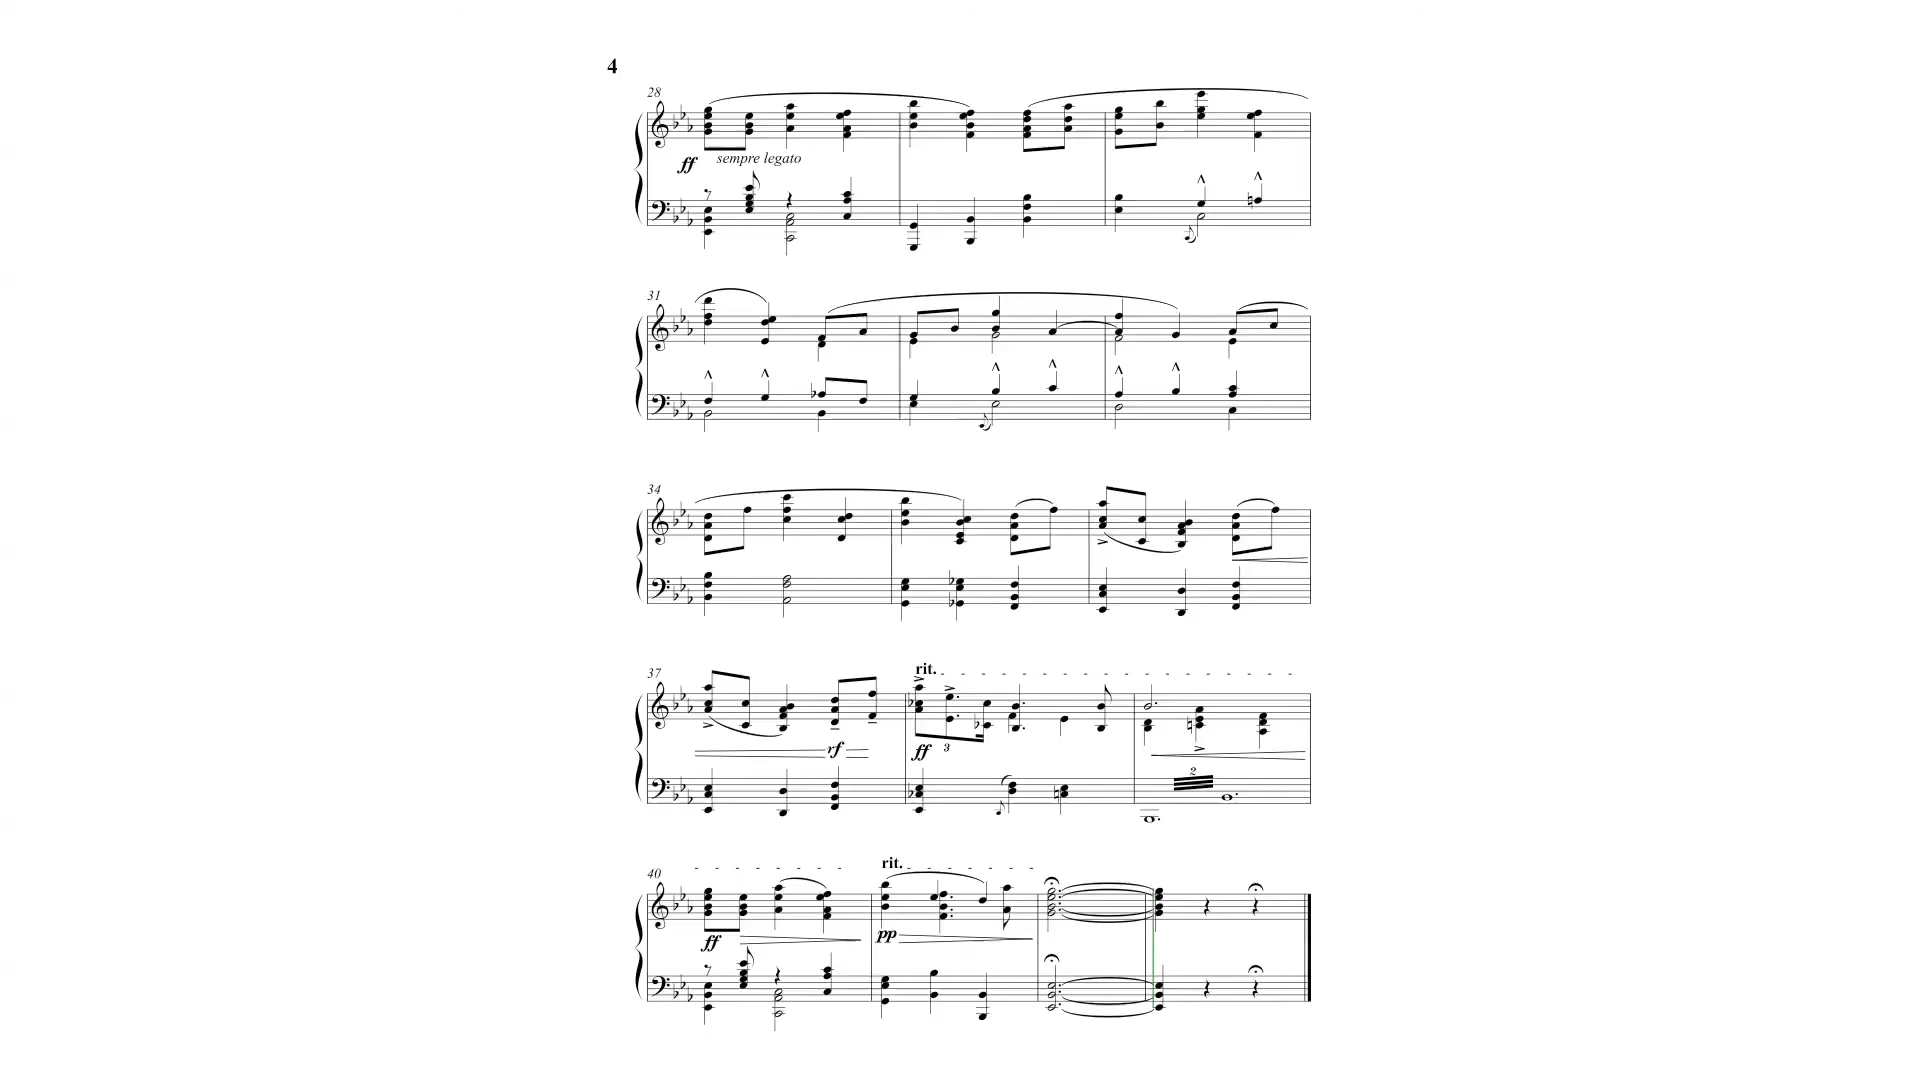 4
28
ff sempre legato
31
34
37
rf
rit.
ff 3
2
40
rit.
ff
pp